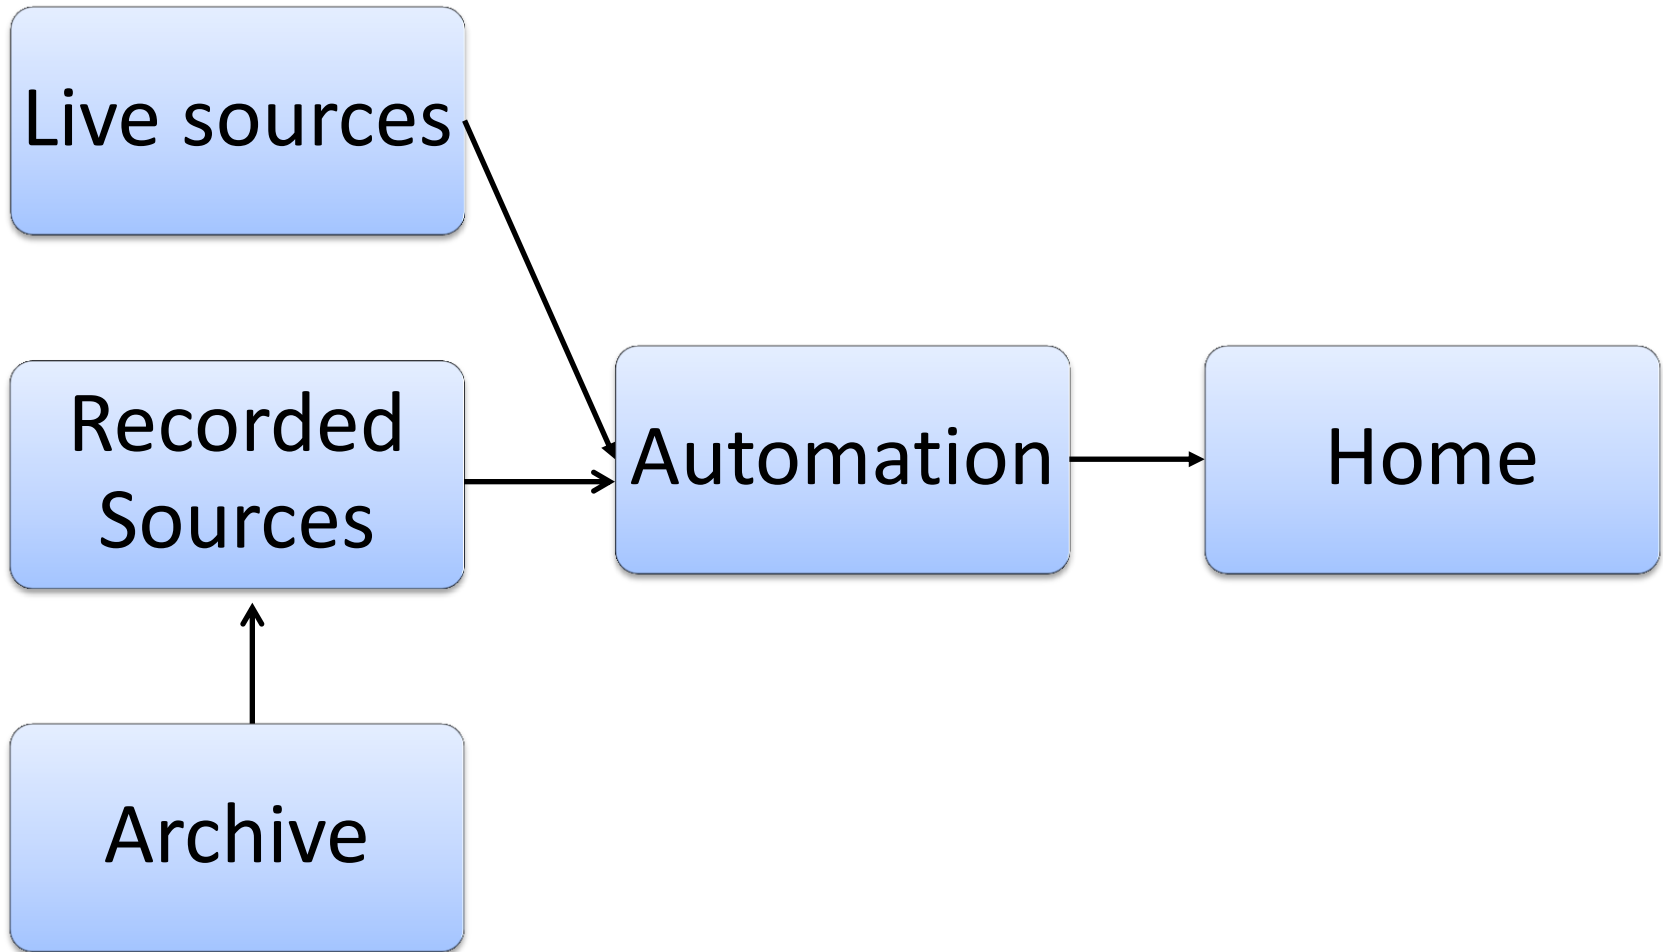 Live sources
Recorded
Sources
Automation
Home
Archive